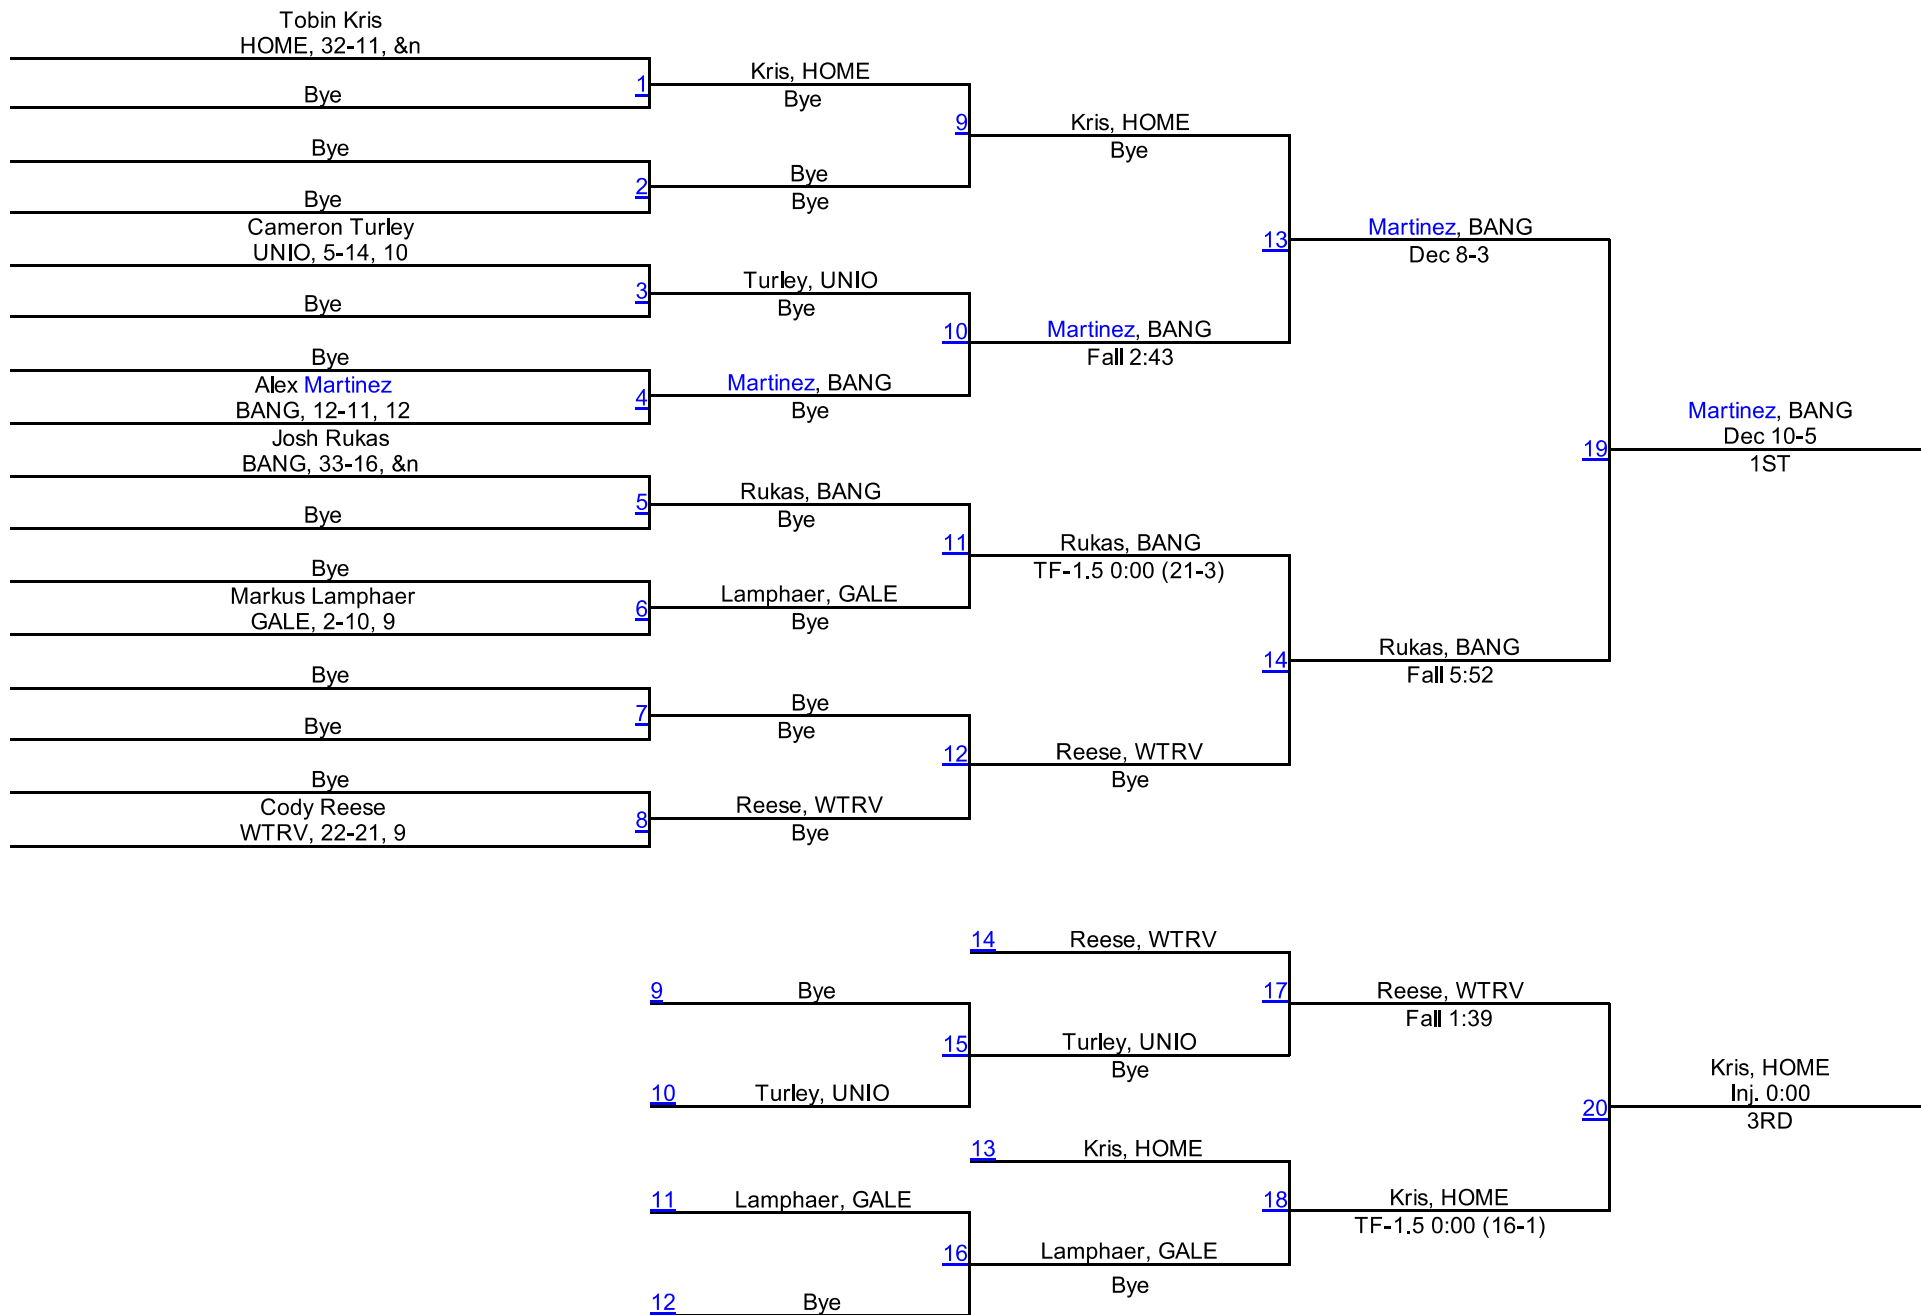 Tobin Kris
HOME, 32-11, &n
1
Bye
Kris, HOME
Bye
9
Bye
2
Bye
Bye
Bye
Kris, HOME
Bye
13
Cameron Turley
UNIO, 5-14, 10
3
Bye
Turley, UNIO
Bye
10
Bye
Alex Martinez
4
BANG, 12-11, 12
Martinez, BANG
Bye
Martinez, BANG
Fall 2:43
Martinez, BANG
Dec 8-3
19
Josh Rukas
BANG, 33-16, &n
5
Bye
Rukas, BANG
Bye
11
Bye
Markus Lamphaer
6
GALE, 2-10, 9
Lamphaer, GALE
Bye
Rukas, BANG
TF-1.5 0:00 (21-3)
14
Bye
7
Bye
Bye
Bye
12
Bye
Cody Reese
8
WTRV, 22-21, 9
Reese, WTRV
Bye
Reese, WTRV
Bye
Rukas, BANG
Fall 5:52
Martinez, BANG
Dec 10-5
1ST
14
Reese, WTRV
17
9
Bye
15
10
Turley, UNIO
Turley, UNIO
Bye
Reese, WTRV
Fall 1:39
20
13
Kris, HOME
18
11
Lamphaer, GALE
16
12
Bye
Lamphaer, GALE
Bye
Kris, HOME
TF-1.5 0:00 (16-1)
Kris, HOME
Inj. 0:00
3RD